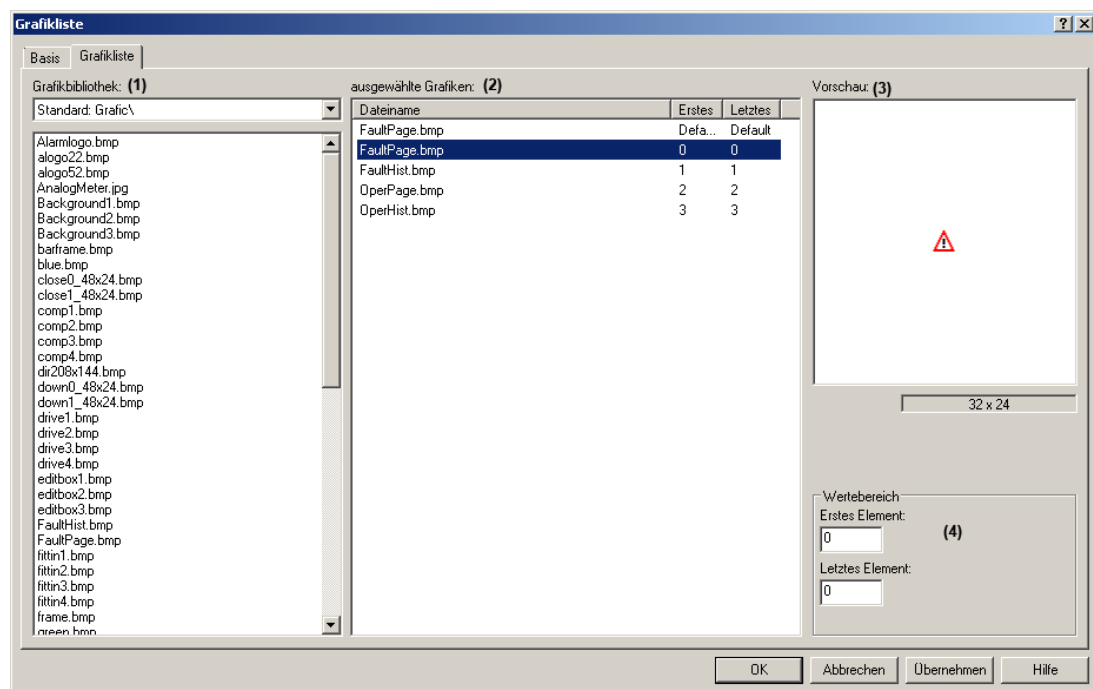 Grafikliste
Basis Grafikliste
Grafikbibliothek: (1)
Standard: Grafic\
Alarmlogo.bmp
alogo22.bmp
alogo52.bmp
AnalogMeter.jpg
Background1.bmp
Background2.bmp
Background3.bmp
barframe.bmp
blue.bmp
close0_48x24.bmp
close1_48x24.bmp
comp1.bmp
comp2.bmp
comp3.bmp
comp4.bmp
dir208x144.bmp
down0_48x24.bmp
down1_48x24.bmp
drive1.bmp
drive2.bmp
drive3.bmp
drive4.bmp
editbox1.bmp
editbox2.bmp
editbox3.bmp
FaultHist.bmp
FaultPage.bmp
fittin1.bmp
fittin2.bmp
fittin3.bmp
fittin4.bmp
frame.bmp
green.bmp
ausgewählte Grafiken: (2)
Dateiname Erstes Letztes
FaultPage.bmp Defa... Default
FaultPage.bmp 0 0
FaultHist.bmp 1 1
OperPage.bmp 2 2
OperHist.bmp 3 3
Vorschau: (3)
32 x 24
Wertebereich
Erstes Element:
0
(4)
Letztes Element:
0
OK Abbrechen Übernehmen Hilfe